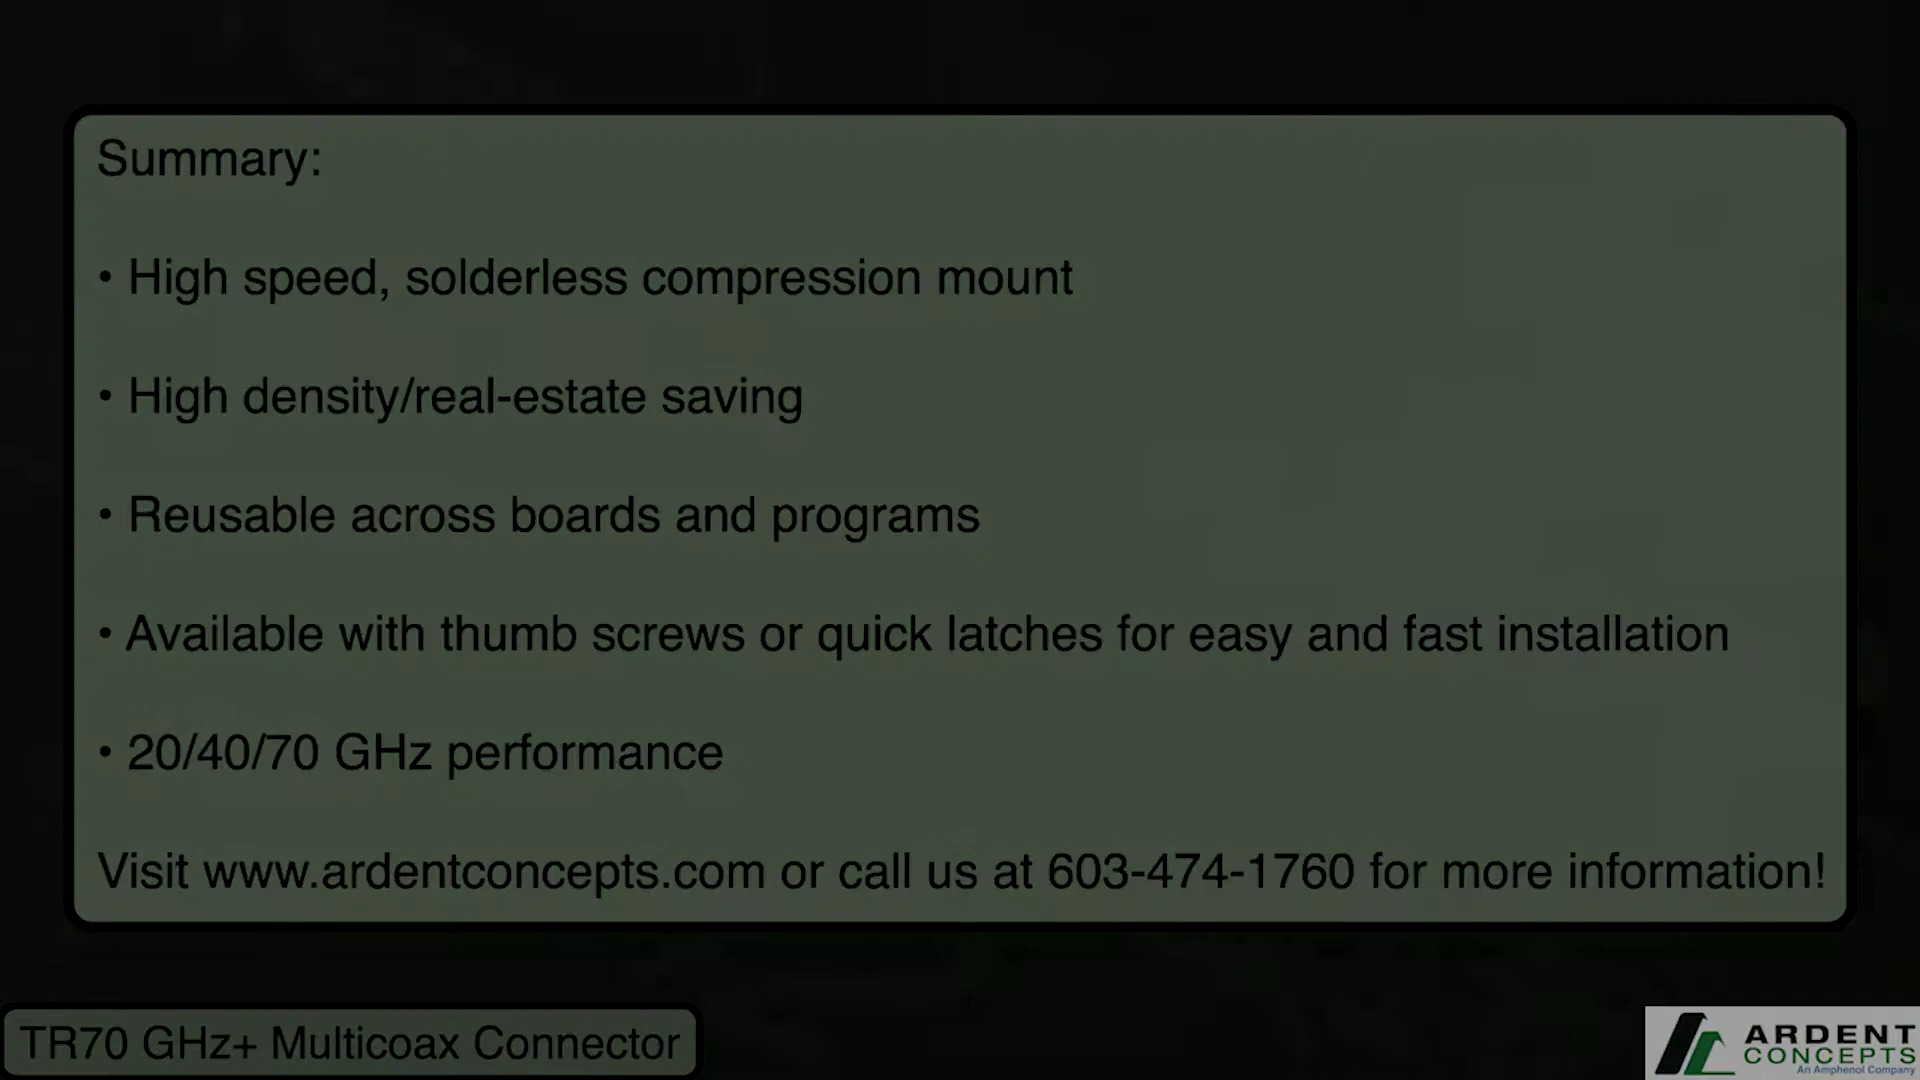 Summary:
• High speed, solderless compression mount
• High density/real-estate saving
• Reusable across boards and programs
• Available with thumb screws or quick latches for easy and fast installation
• 20/40/70 GHz performance
Visit www.ardentconcepts.com or call us at 603-474-1760 for more information!
TR70 GHz+ Multicoax Connector
ARDENT
CONCEPTS
An Amphenol Company